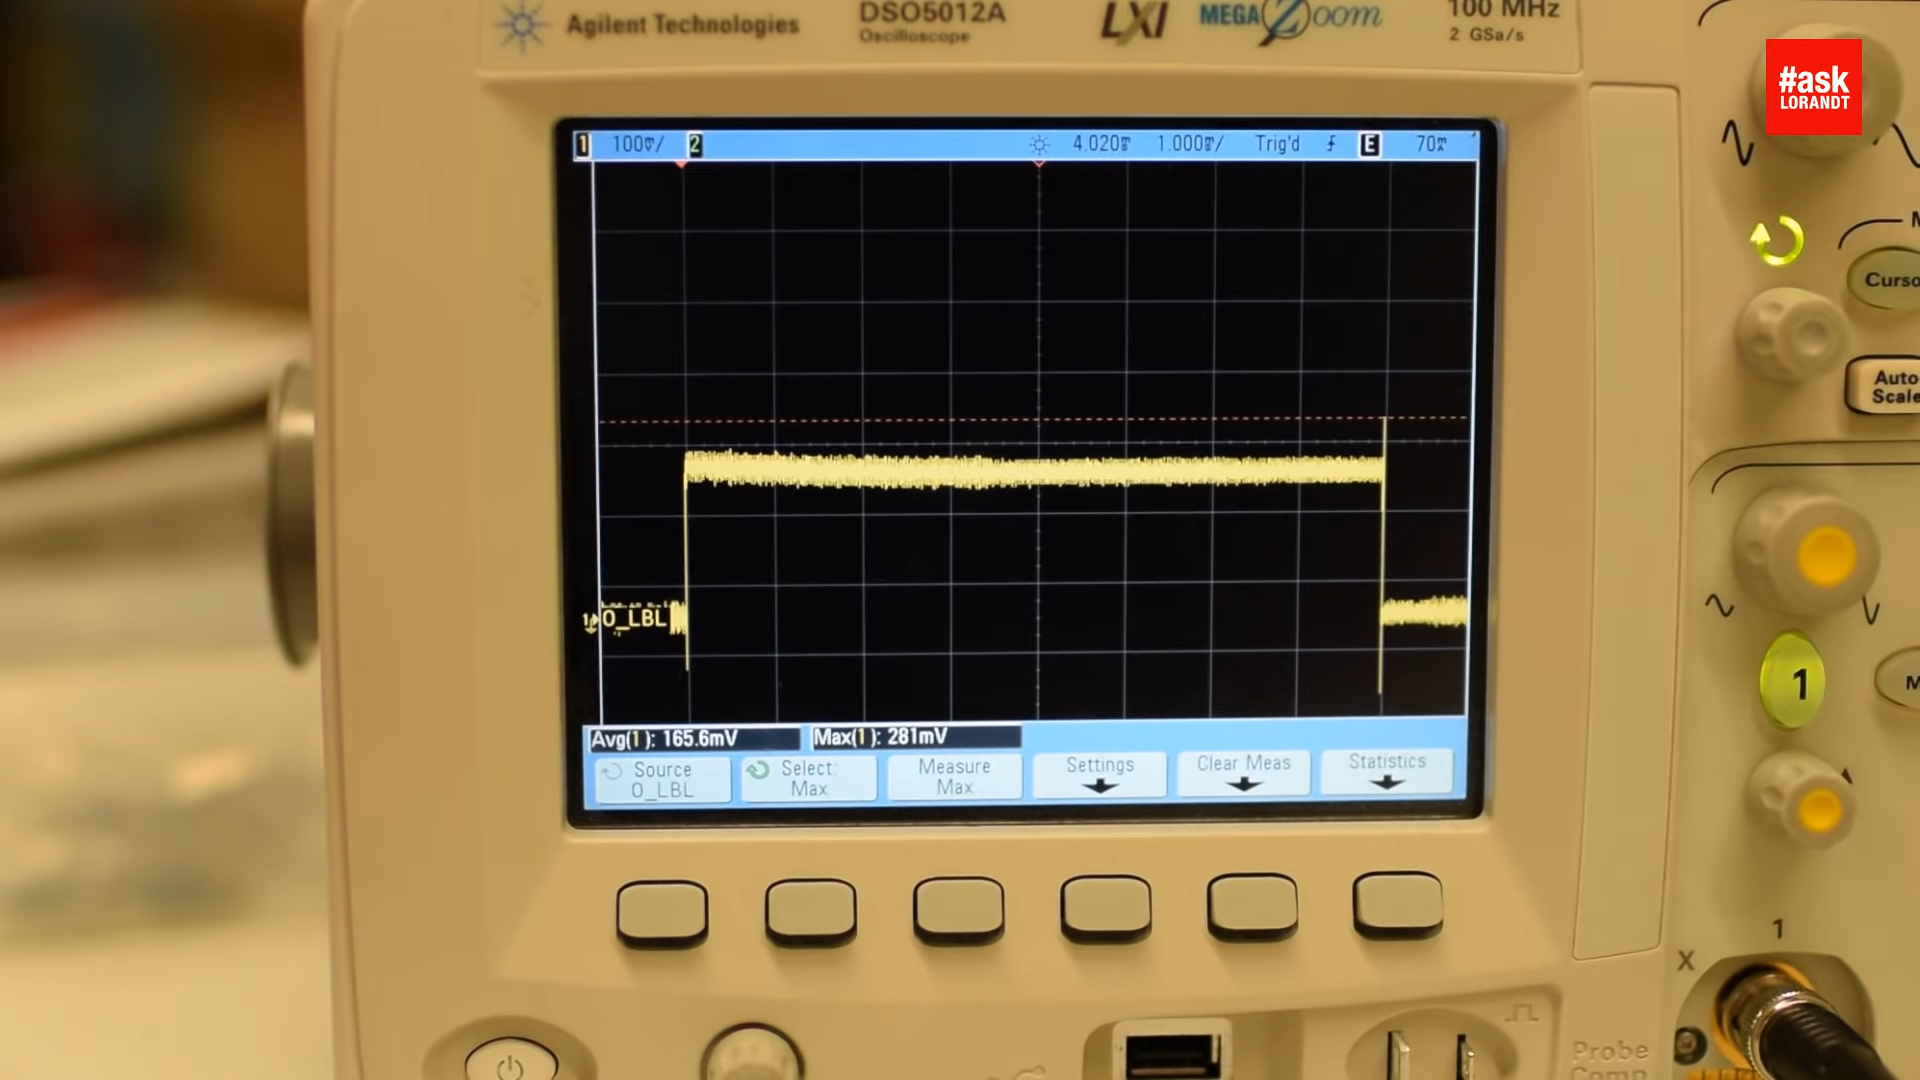 Agilent Technologies
DSO5012A
Oscilloscope
LXI
MEGA Zoom
100 MHz
2 GSa/s
#ask
LORANDT
1 100mV/ 2 4.020ms 1.000ms/ Trig'd E 70mV
O_LBL
Avg(1): 165.6mV Max(1): 281mV
Source
O_LBL
Select:
Max
Measure
Max
Settings
Clear Meas
Statistics
Curso
Auto
Scale
1
M
1
X
Probe
Comp